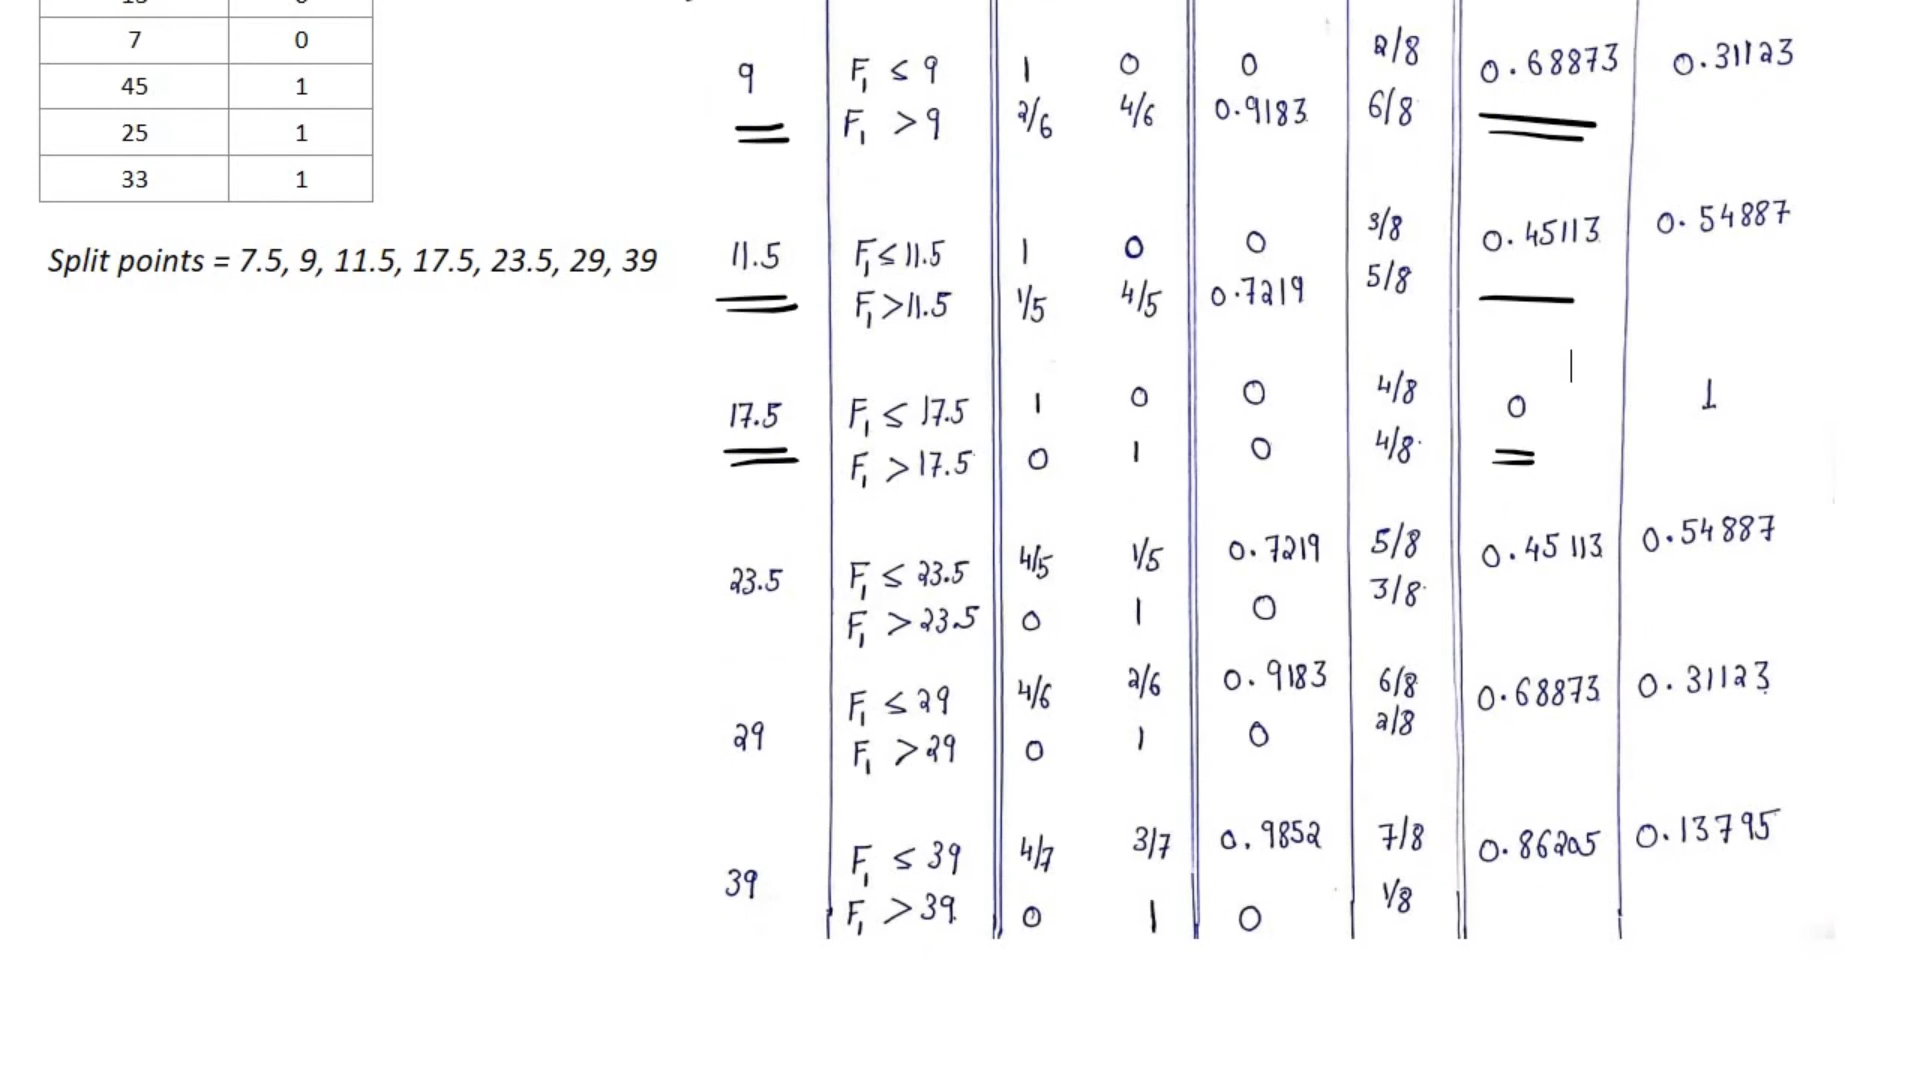 7 0
45 1
25 1
33 1
Split points = 7.5, 9, 11.5, 17.5, 23.5, 29, 39
9 F₁ ≤ 9 1 0 0 2/8 0.68873 0.31123
F₁ > 9 2/6 4/6 0.9183 6/8
11.5 F₁ ≤ 11.5 1 0 0 3/8 0.45113 0.54887
F₁ > 11.5 1/5 4/5 0.7219 5/8
17.5 F₁ ≤ 17.5 1 0 0 4/8 0 1
F₁ > 17.5 0 1 0 4/8
23.5 F₁ ≤ 23.5 4/5 1/5 0.7219 5/8 0.45113 0.54887
F₁ > 23.5 0 1 0 3/8
29 F₁ ≤ 29 4/6 2/6 0.9183 6/8 0.68873 0.31123
F₁ > 29 0 1 0 2/8
39 F₁ ≤ 39 4/7 3/7 0.9852 7/8 0.86205 0.13795
F₁ > 39 0 1 0 1/8